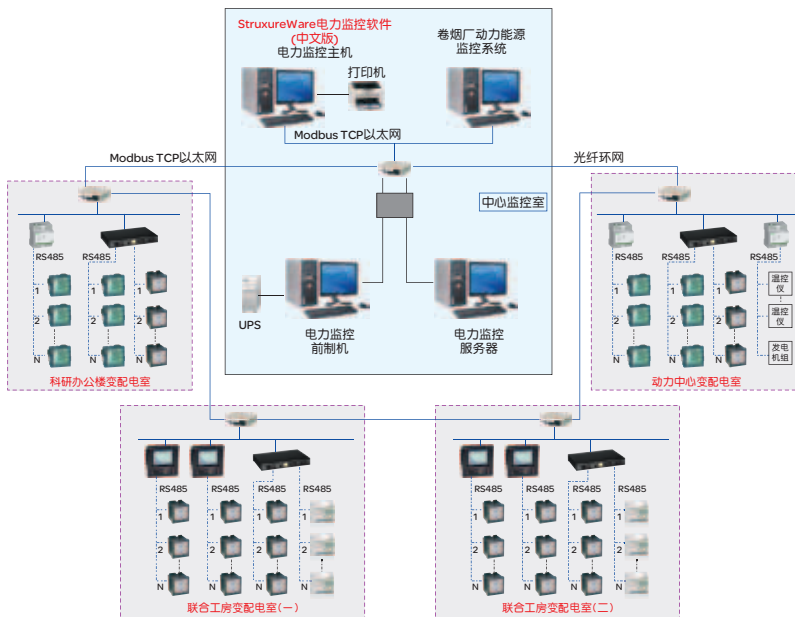 StruxureWare电力监控软件
(中文版)
电力监控主机
打印机
卷烟厂动力能源
监控系统
Modbus TCP以太网
Modbus TCP以太网
光纤环网
中心监控室
UPS
电力监控
前制机
电力监控
服务器
RS485
RS485
1
1
1
2
2
2
N
N
N
科研办公楼变配电室
RS485
RS485
RS485
1
1
1
温控
仪
2
2
2
温控
仪
N
N
N
发电
机组
动力中心变配电室
RS485
RS485
RS485
RS485
1
1
1
1
2
2
2
2
N
N
N
N
联合工房变配电室(一)
RS485
RS485
RS485
RS485
1
1
1
1
2
2
2
2
N
N
N
N
联合工房变配电室(二)